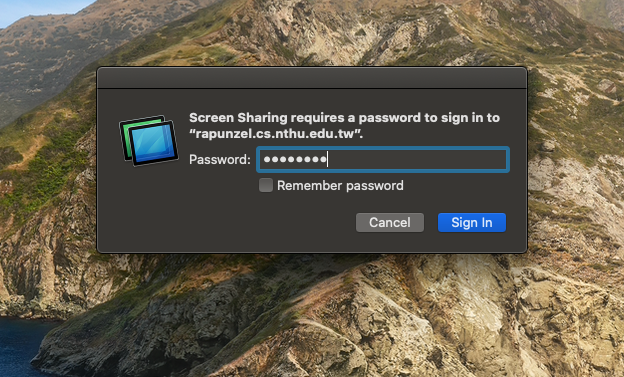 Screen Sharing requires a password to sign in to
“rapunzel.cs.nthu.edu.tw”.
Password: ••••••••
Remember password
Cancel Sign In